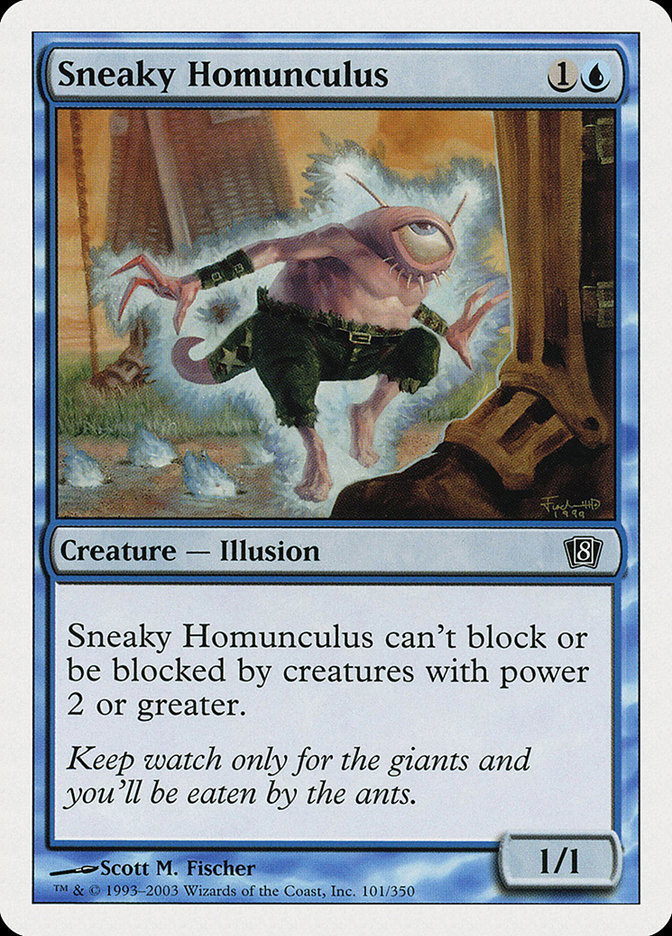 Sneaky Homunculus 1
Fischer
1999
Creature — Illusion 8
Sneaky Homunculus can't block or
be blocked by creatures with power
2 or greater.
Keep watch only for the giants and
you'll be eaten by the ants.
1/1
Scott M. Fischer
™ & © 1993–2003 Wizards of the Coast, Inc. 101/350